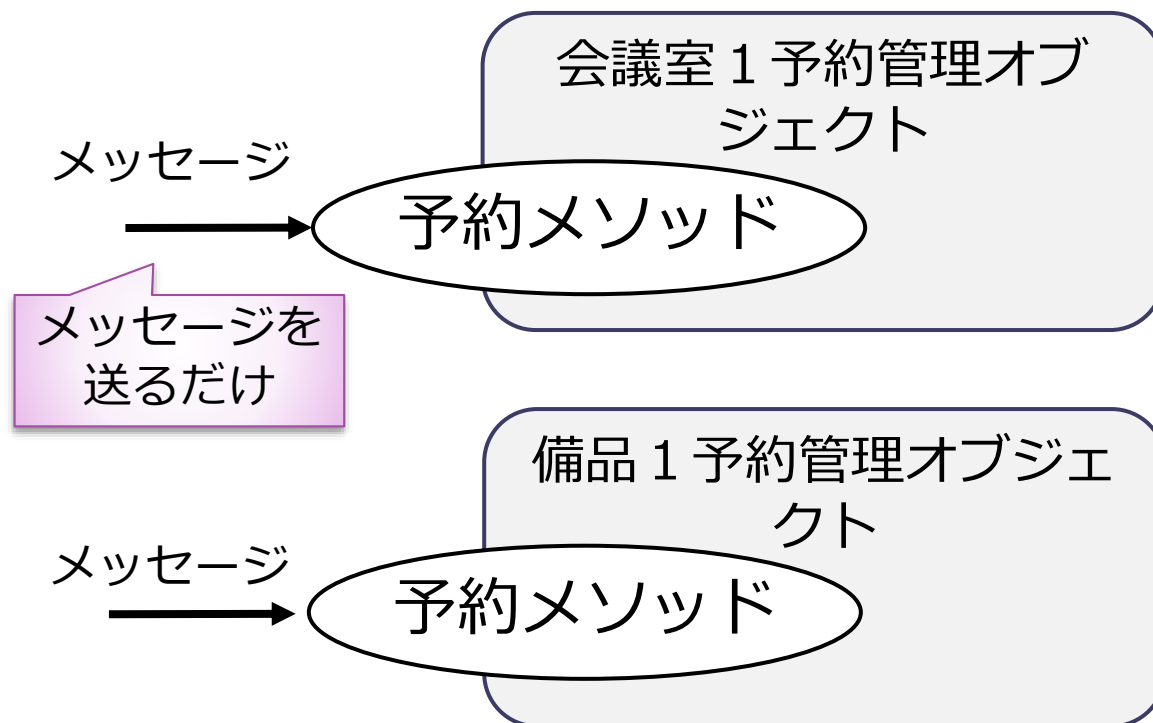 会議室１予約管理オブ
ジェクト
メッセージ
予約メソッド
メッセージを
送るだけ
備品１予約管理オブジェ
クト
メッセージ
予約メソッド